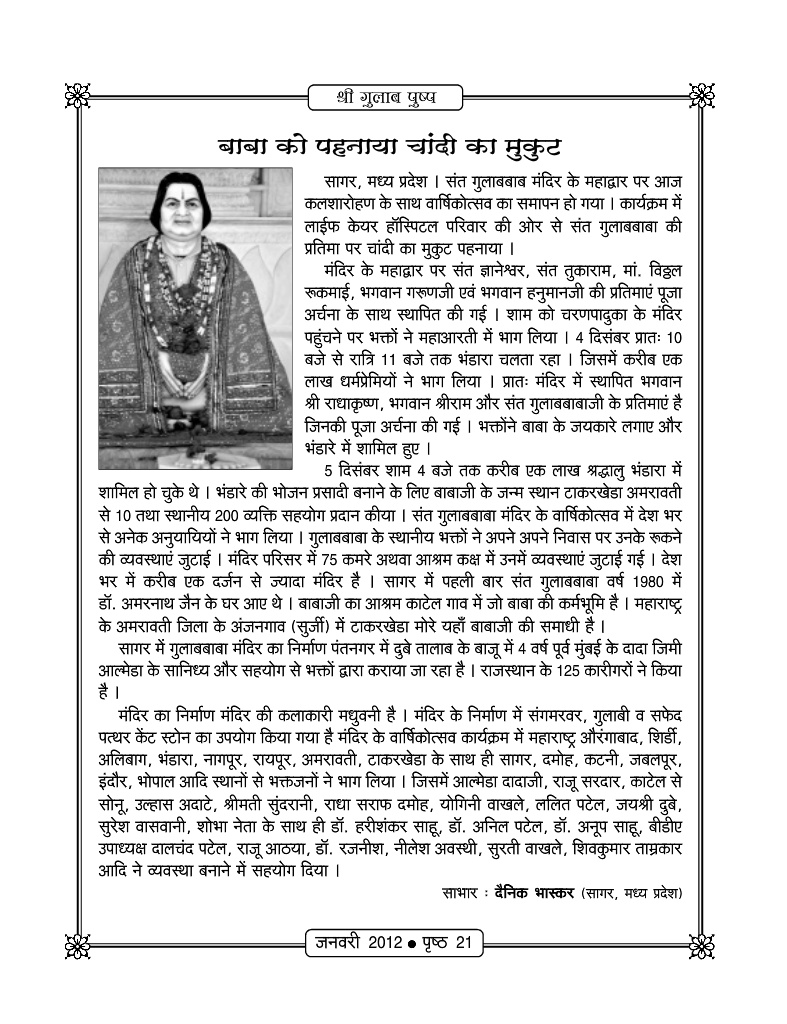 श्री गुलाब पुष्प
बाबा को पहनाया चांदी का मुकुट
सागर, मध्य प्रदेश । संत गुलाबबाब मंदिर के महाद्वार पर आज
कलशारोहण के साथ वार्षिकोत्सव का समापन हो गया । कार्यक्रम में
लाईफ केयर हॉस्पिटल परिवार की ओर से संत गुलाबबाबा की
प्रतिमा पर चांदी का मुकुट पहनाया ।
मंदिर के महाद्वार पर संत ज्ञानेश्वर, संत तुकाराम, मां. विठ्ठल
रूकमाई, भगवान गरूणजी एवं भगवान हनुमानजी की प्रतिमाएं पूजा
अर्चना के साथ स्थापित की गई । शाम को चरणपादुका के मंदिर
पहुंचने पर भक्तों ने महाआरती में भाग लिया । 4 दिसंबर प्रातः 10
बजे से रात्रि 11 बजे तक भंडारा चलता रहा । जिसमें करीब एक
लाख धर्मप्रेमियों ने भाग लिया । प्रातः मंदिर में स्थापित भगवान
श्री राधाकृष्ण, भगवान श्रीराम और संत गुलाबबाबाजी के प्रतिमाएं है
जिनकी पूजा अर्चना की गई । भक्तोंने बाबा के जयकारे लगाए और
भंडारे में शामिल हुए ।
5 दिसंबर शाम 4 बजे तक करीब एक लाख श्रद्धालु भंडारा में
शामिल हो चुके थे । भंडारे की भोजन प्रसादी बनाने के लिए बाबाजी के जन्म स्थान टाकरखेडा अमरावती
से 10 तथा स्थानीय 200 व्यक्ति सहयोग प्रदान कीया । संत गुलाबबाबा मंदिर के वार्षिकोत्सव में देश भर
से अनेक अनुयायियों ने भाग लिया । गुलाबबाबा के स्थानीय भक्तों ने अपने अपने निवास पर उनके रूकने
की व्यवस्थाएं जुटाई । मंदिर परिसर में 75 कमरे अथवा आश्रम कक्ष में उनमें व्यवस्थाएं जुटाई गई । देश
भर में करीब एक दर्जन से ज्यादा मंदिर है । सागर में पहली बार संत गुलाबबाबा वर्ष 1980 में
डॉ. अमरनाथ जैन के घर आए थे । बाबाजी का आश्रम काटेल गाव में जो बाबा की कर्मभूमि है । महाराष्ट्र
के अमरावती जिला के अंजनगाव (सुर्जी) में टाकरखेडा मोरे यहाँ बाबाजी की समाधी है ।
सागर में गुलाबबाबा मंदिर का निर्माण पंतनगर में दुबे तालाब के बाजू में 4 वर्ष पूर्व मुंबई के दादा जिमी
आल्मेडा के सानिध्य और सहयोग से भक्तों द्वारा कराया जा रहा है । राजस्थान के 125 कारीगरों ने किया
है ।
मंदिर का निर्माण मंदिर की कलाकारी मधुवनी है । मंदिर के निर्माण में संगमरवर, गुलाबी व सफेद
पत्थर केंट स्टोन का उपयोग किया गया है मंदिर के वार्षिकोत्सव कार्यक्रम में महाराष्ट्र औरंगाबाद, शिर्डी,
अलिबाग, भंडारा, नागपूर, रायपूर, अमरावती, टाकरखेडा के साथ ही सागर, दमोह, कटनी, जबलपूर,
इंदौर, भोपाल आदि स्थानों से भक्तजनों ने भाग लिया । जिसमें आल्मेडा दादाजी, राजू सरदार, काटेल से
सोनू, उल्हास अदाटे, श्रीमती सुंदरानी, राधा सराफ दमोह, योगिनी वाखले, ललित पटेल, जयश्री दुबे,
सुरेश वासवानी, शोभा नेता के साथ ही डॉ. हरीशंकर साहू, डॉ. अनिल पटेल, डॉ. अनूप साहू, बीडीए
उपाध्यक्ष दालचंद पटेल, राजू आठया, डॉ. रजनीश, नीलेश अवस्थी, सुरती वाखले, शिवकुमार ताम्रकार
आदि ने व्यवस्था बनाने में सहयोग दिया ।
साभार : दैनिक भास्कर (सागर, मध्य प्रदेश)
जनवरी 2012 ● पृष्ठ 21